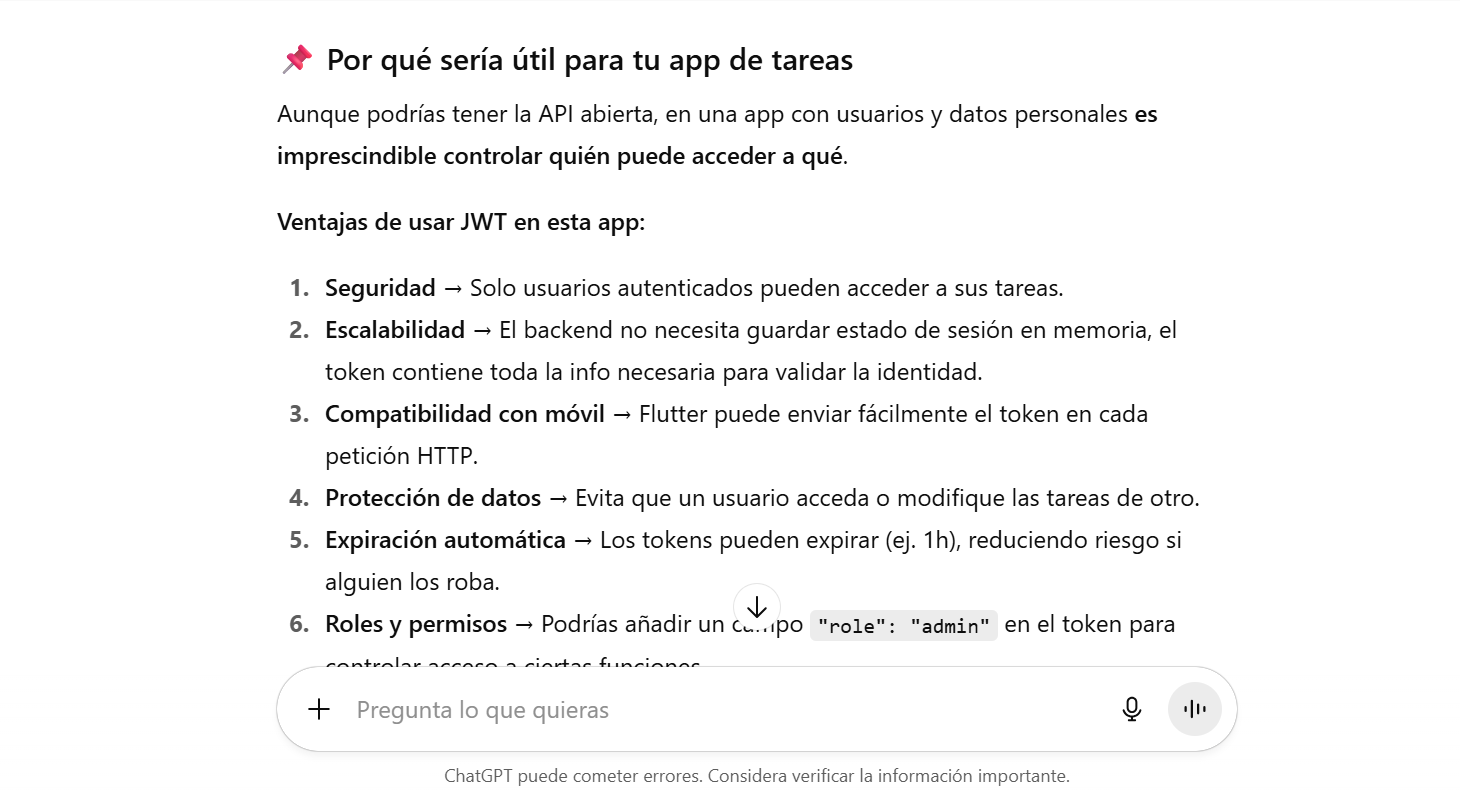 📌 Por qué sería útil para tu app de tareas
Aunque podrías tener la API abierta, en una app con usuarios y datos personales es
imprescindible controlar quién puede acceder a qué.
Ventajas de usar JWT en esta app:
1. Seguridad → Solo usuarios autenticados pueden acceder a sus tareas.
2. Escalabilidad → El backend no necesita guardar estado de sesión en memoria, el
token contiene toda la info necesaria para validar la identidad.
3. Compatibilidad con móvil → Flutter puede enviar fácilmente el token en cada
petición HTTP.
4. Protección de datos → Evita que un usuario acceda o modifique las tareas de otro.
5. Expiración automática → Los tokens pueden expirar (ej. 1h), reduciendo riesgo si
alguien los roba.
6. Roles y permisos → Podrías añadir un campo "role": "admin" en el token para
controlar acceso a ciertas funciones.
Pregunta lo que quieras
ChatGPT puede cometer errores. Considera verificar la información importante.